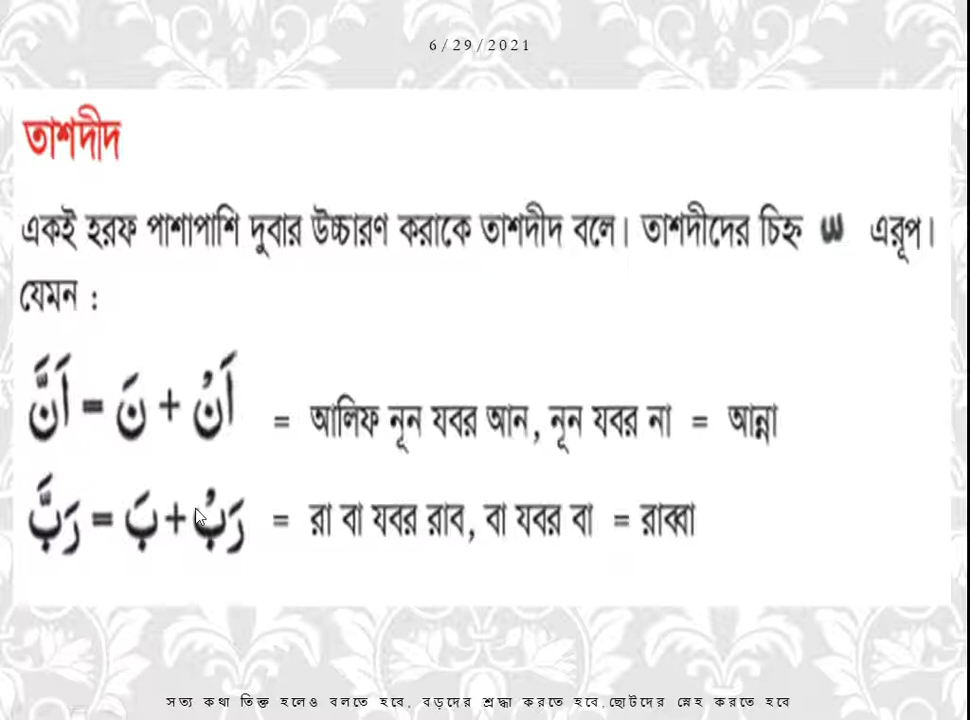 6/29/2021
তাশদীদ
একই হরফ পাশাপাশি দুবার উচ্চারণ করাকে তাশদীদ বলে। তাশদীদের চিহ্ন ّ এরূপ।
যেমন :
اَنْ + نَ = اَنَّ = আলিফ নূন যবর আন, নূন যবর না = আন্না
رَبْ + بَ = رَبَّ = রা বা যবর রাব, বা যবর বা = রাব্বা
সত্য কথা তিক্ত হলেও বলতে হবে. বড়দের শ্রদ্ধা করতে হবে.ছোটদের স্নেহ করতে হবে